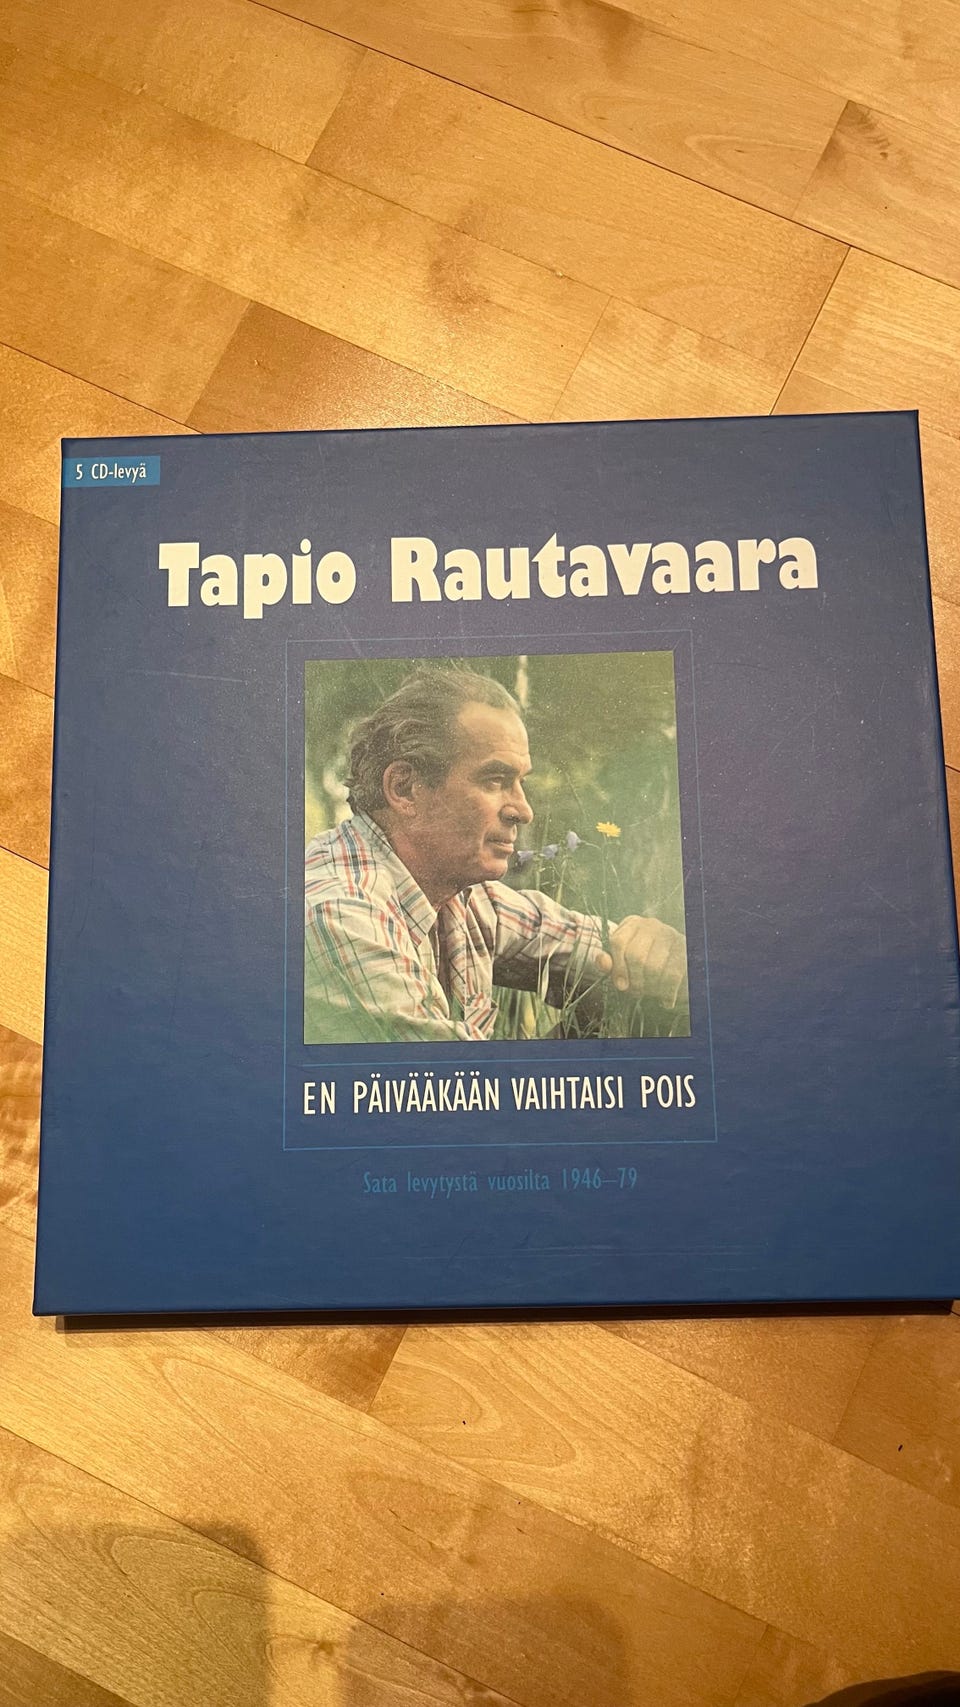 5 CD-levyä
Tapio Rautavaara
EN PÄIVÄÄKÄÄN VAIHTAISI POIS
Sata levytystä vuosilta 1946–79